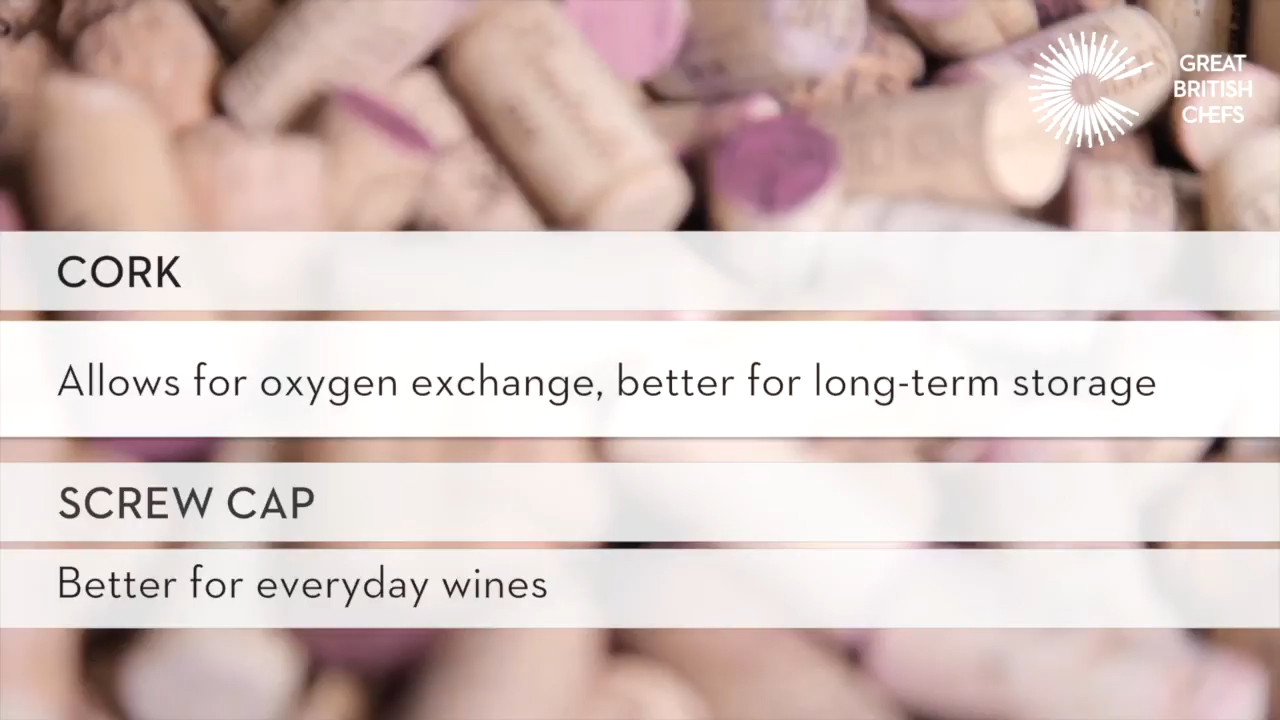 GREAT
BRITISH
CHEFS
CORK
Allows for oxygen exchange, better for long-term storage
SCREW CAP
Better for everyday wines